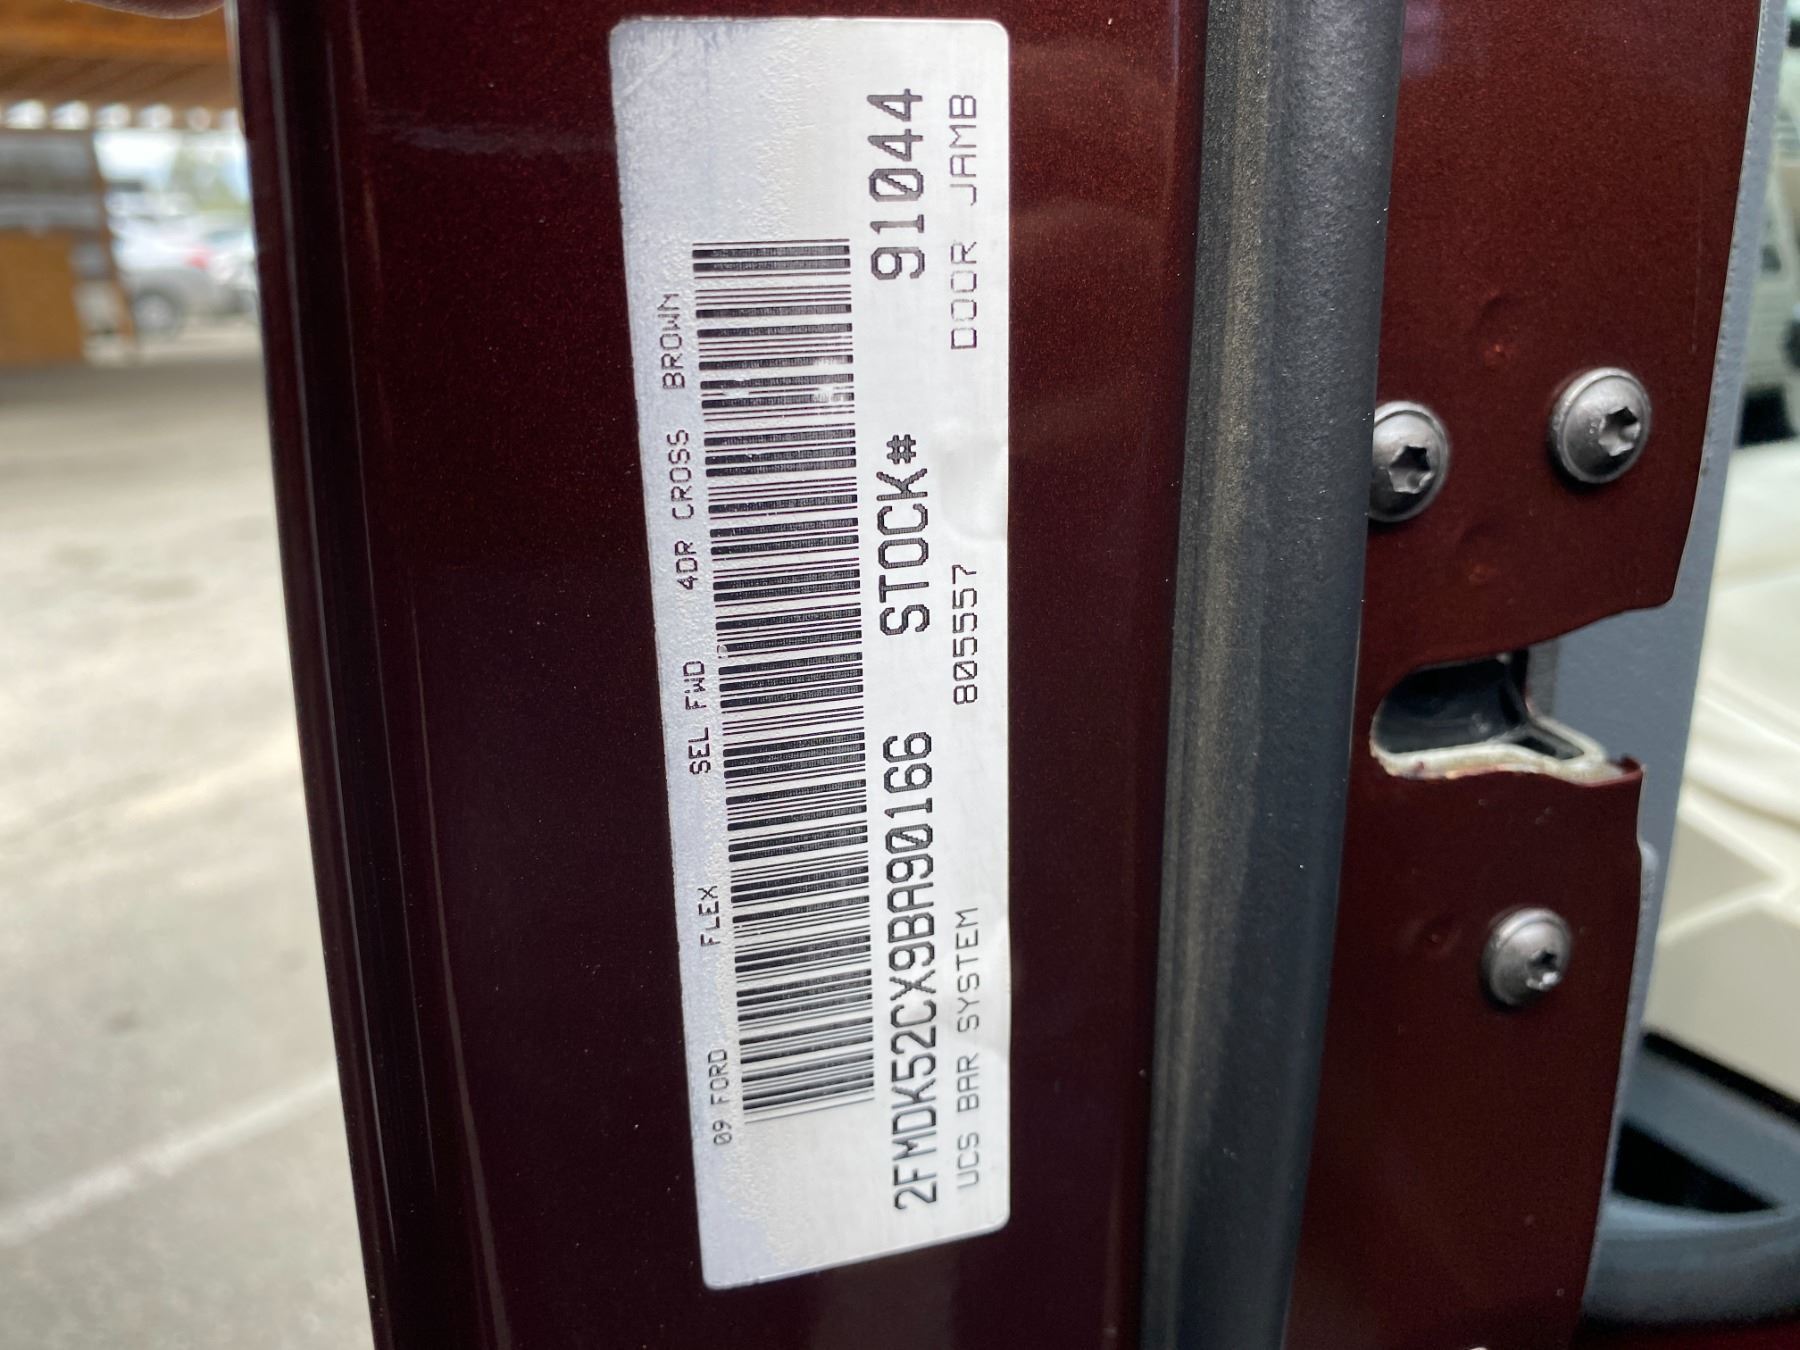 09 FORD FLEX SEL FWD 4DR CROSS BROWN
2FMDK52CX9BA90166 STOCK# 91044
UCS BAR SYSTEM 805557 DOOR JAMB